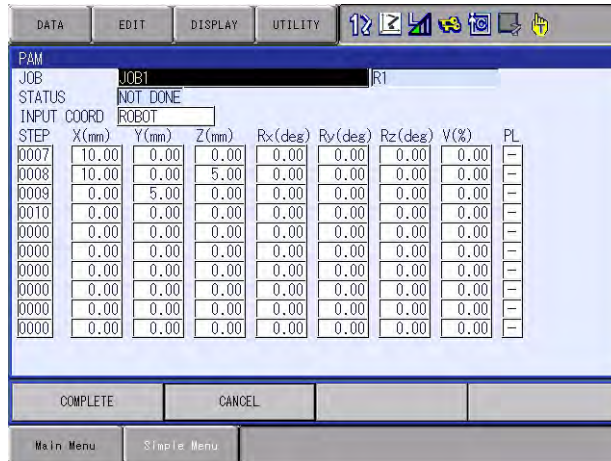 DATA EDIT DISPLAY UTILITY
PAM
JOB JOB1 R1
STATUS NOT DONE
INPUT COORD ROBOT
STEP X(mm) Y(mm) Z(mm) Rx(deg) Ry(deg) Rz(deg) V(%) PL
0007 10.00 0.00 0.00 0.00 0.00 0.00 0.00 –
0008 10.00 0.00 5.00 0.00 0.00 0.00 0.00 –
0009 0.00 5.00 0.00 0.00 0.00 0.00 0.00 –
0010 0.00 0.00 0.00 0.00 0.00 0.00 0.00 –
0000 0.00 0.00 0.00 0.00 0.00 0.00 0.00 –
0000 0.00 0.00 0.00 0.00 0.00 0.00 0.00 –
0000 0.00 0.00 0.00 0.00 0.00 0.00 0.00 –
0000 0.00 0.00 0.00 0.00 0.00 0.00 0.00 –
0000 0.00 0.00 0.00 0.00 0.00 0.00 0.00 –
0000 0.00 0.00 0.00 0.00 0.00 0.00 0.00 –
COMPLETE CANCEL
Main Menu Simple Menu